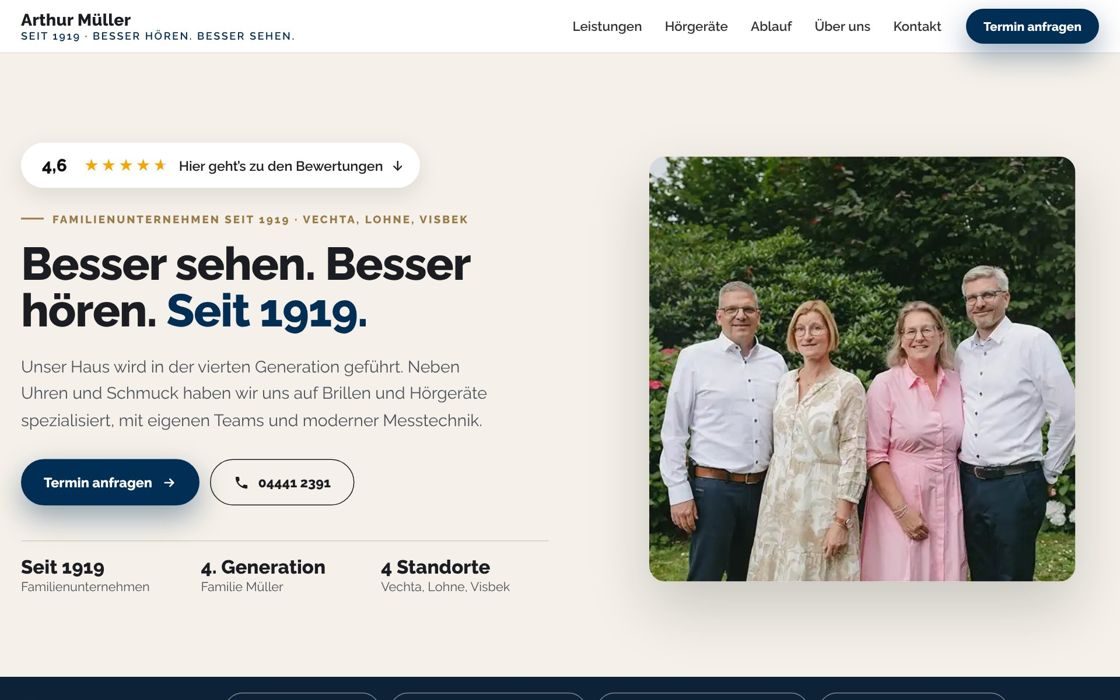 Arthur Müller
SEIT 1919 · BESSER HÖREN. BESSER SEHEN.
Leistungen
Hörgeräte
Ablauf
Über uns
Kontakt
Termin anfragen
4,6 ★★★★★ Hier geht's zu den Bewertungen ↓
FAMILIENUNTERNEHMEN SEIT 1919 · VECHTA, LOHNE, VISBEK
Besser sehen. Besser
hören. Seit 1919.
Unser Haus wird in der vierten Generation geführt. Neben
Uhren und Schmuck haben wir uns auf Brillen und Hörgeräte
spezialisiert, mit eigenen Teams und moderner Messtechnik.
Termin anfragen →
04441 2391
Seit 1919
Familienunternehmen
4. Generation
Familie Müller
4 Standorte
Vechta, Lohne, Visbek